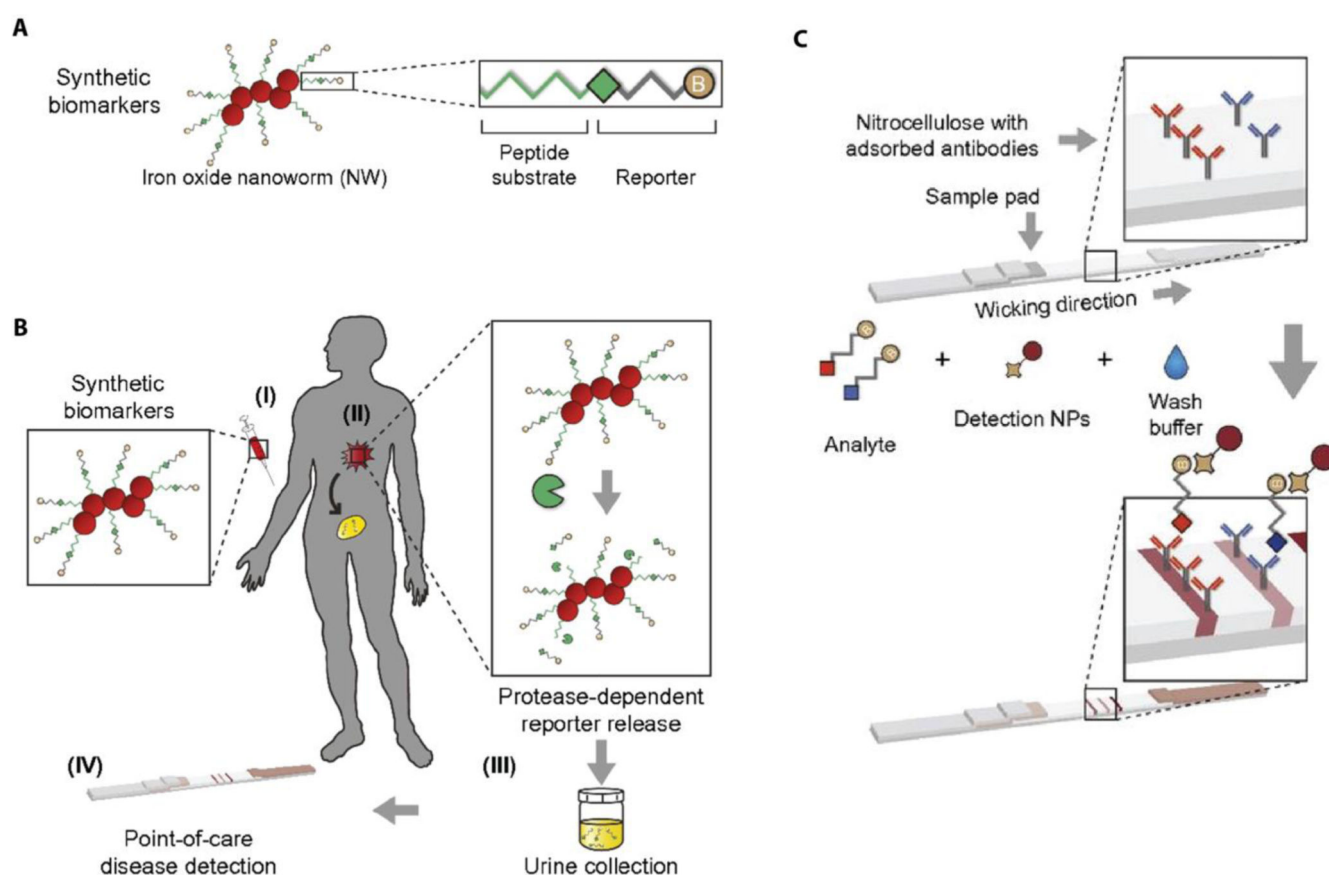 A
Synthetic
biomarkers
Iron oxide nanoworm (NW)
B
Peptide
substrate
Reporter
B
Synthetic
biomarkers
(I)
(II)
Protease-dependent
reporter release
(III)
Urine collection
(IV)
Point-of-care
disease detection
C
Nitrocellulose with
adsorbed antibodies
Sample pad
Wicking direction
B
B
+
+
Analyte
Detection NPs
Wash
buffer
B
B